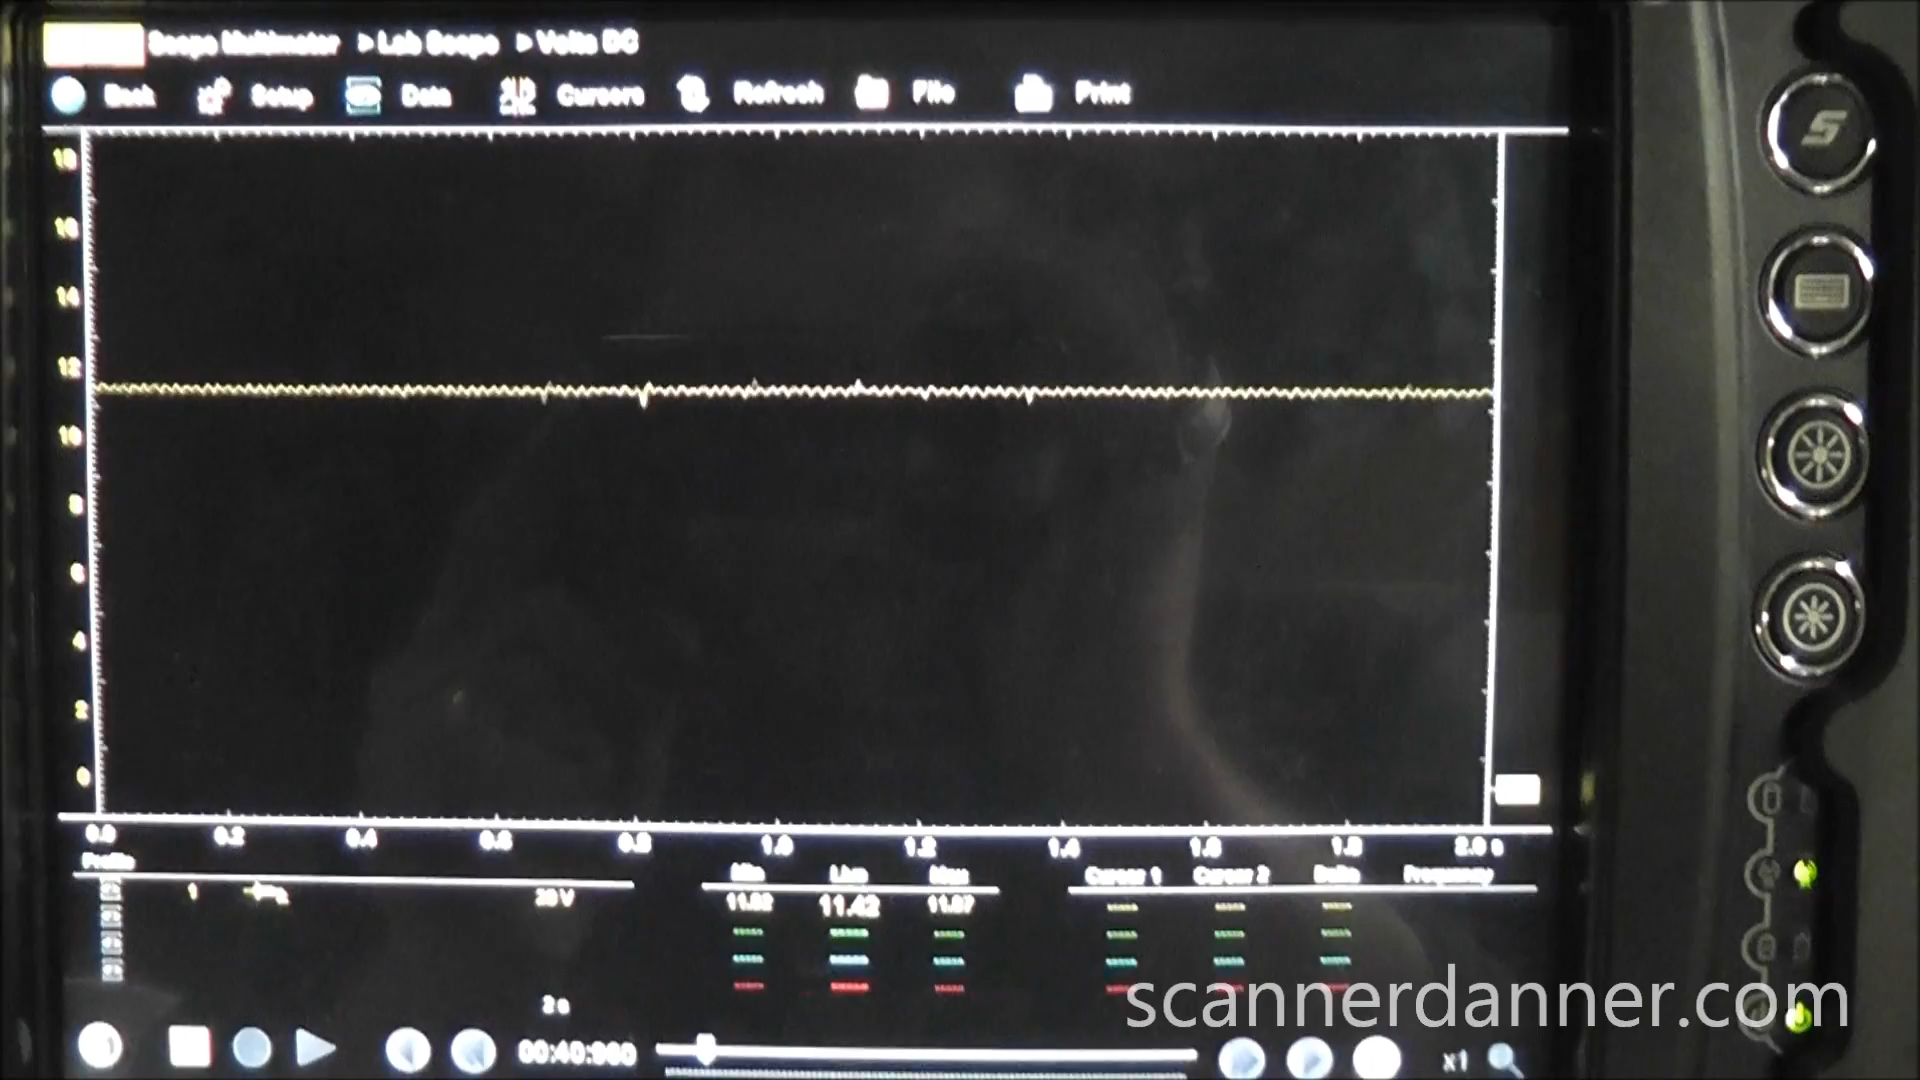 Scope Multimeter > Lab Scope > Volts DC
Back Setup Data Cursors Refresh File Print
18
16
14
12
10
8
6
4
2
0
0.0 0.2 0.4 0.6 0.8 1.0 1.2 1.4 1.6 1.8 2.0 s
Profile Min Live Max Cursor 1 Cursor 2 Delta Frequency
1 20 V 11.42
2 s
scannerdanner.com
x1
S